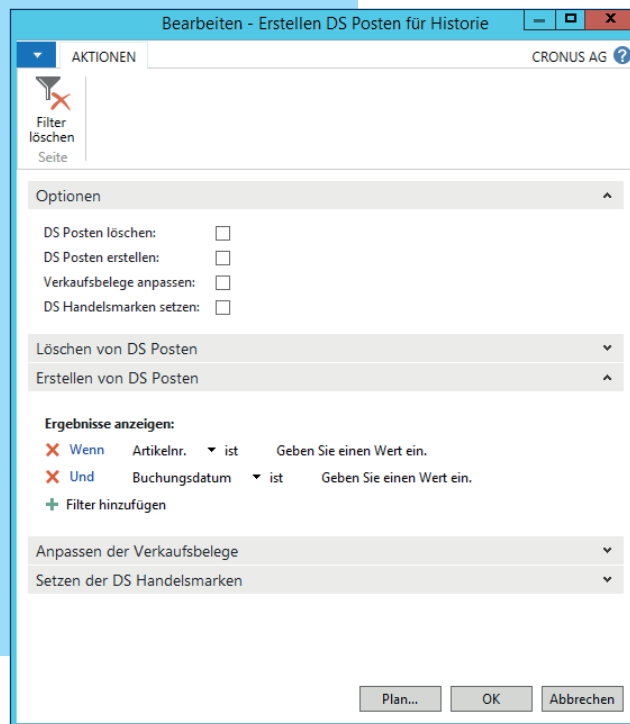 Bearbeiten - Erstellen DS Posten für Historie
AKTIONEN
CRONUS AG
Filter
löschen
Seite
Optionen
DS Posten löschen:
DS Posten erstellen:
Verkaufsbelege anpassen:
DS Handelsmarken setzen:
Löschen von DS Posten
Erstellen von DS Posten
Ergebnisse anzeigen:
Wenn Artikelnr. ist Geben Sie einen Wert ein.
Und Buchungsdatum ist Geben Sie einen Wert ein.
Filter hinzufügen
Anpassen der Verkaufsbelege
Setzen der DS Handelsmarken
Plan... OK Abbrechen